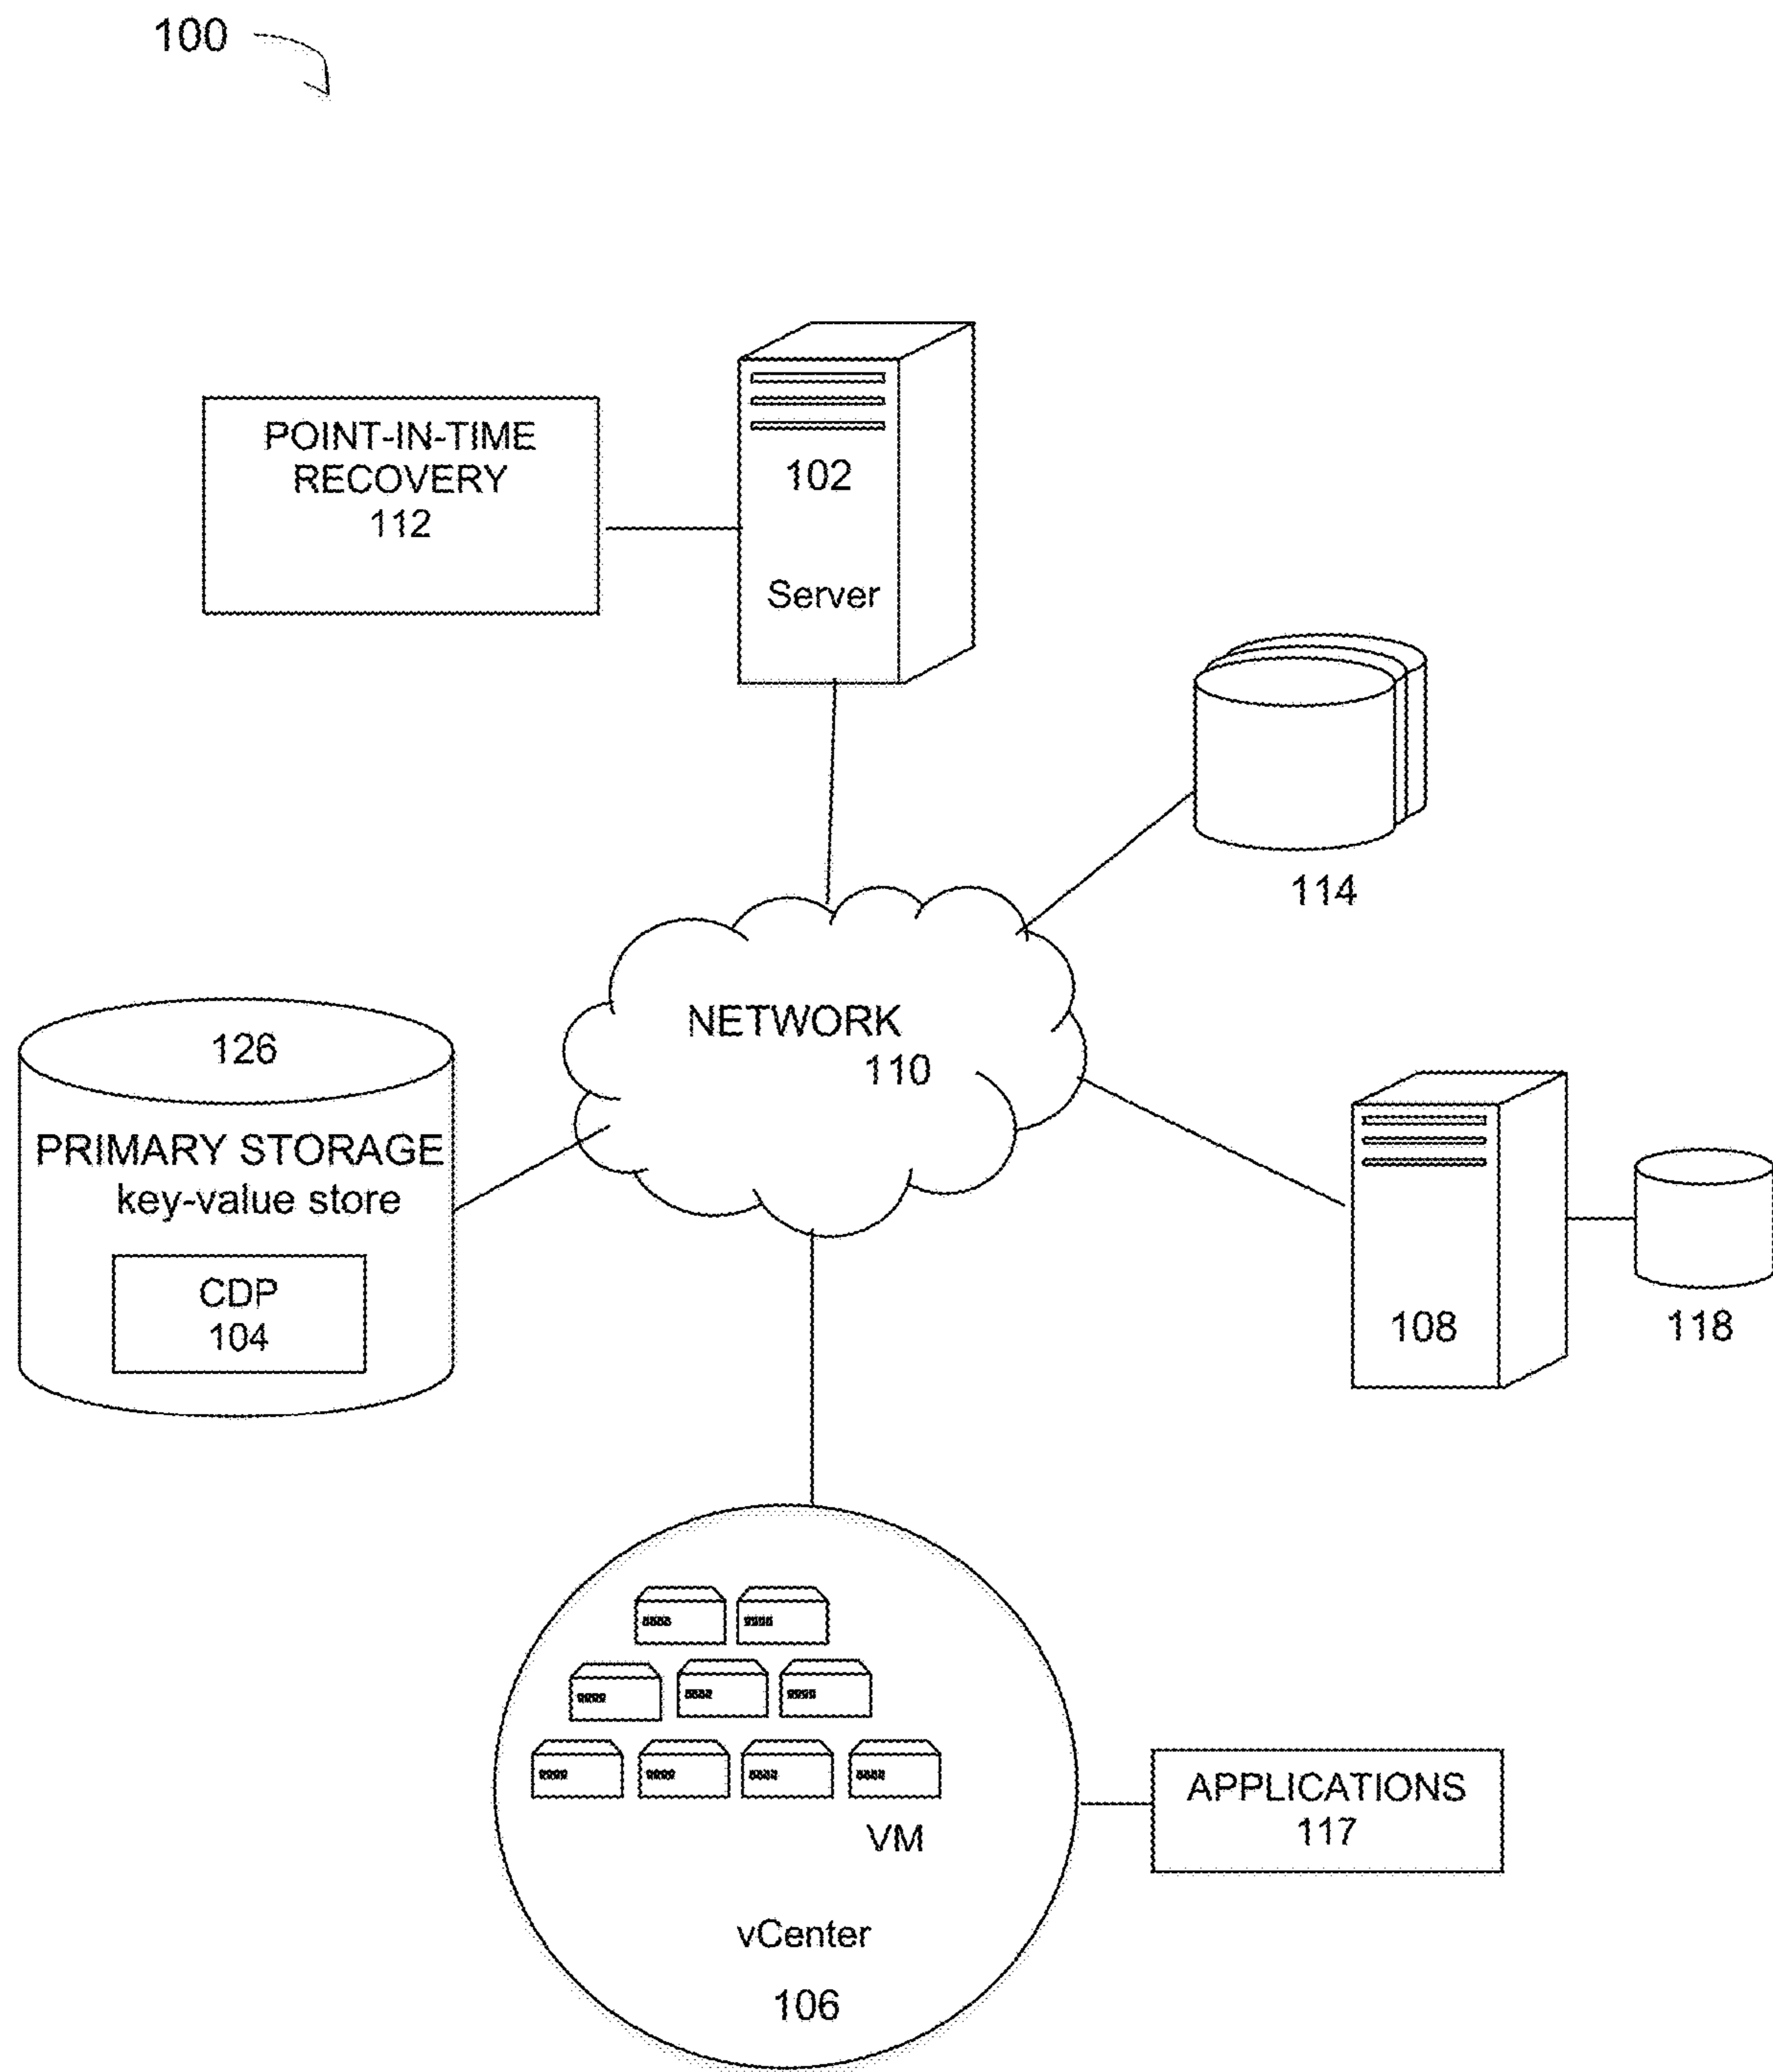 100
POINT-IN-TIME
RECOVERY
112
102
Server
114
NETWORK
110
126
PRIMARY STORAGE
key-value store
CDP
104
108
118
VM
vCenter
106
APPLICATIONS
117